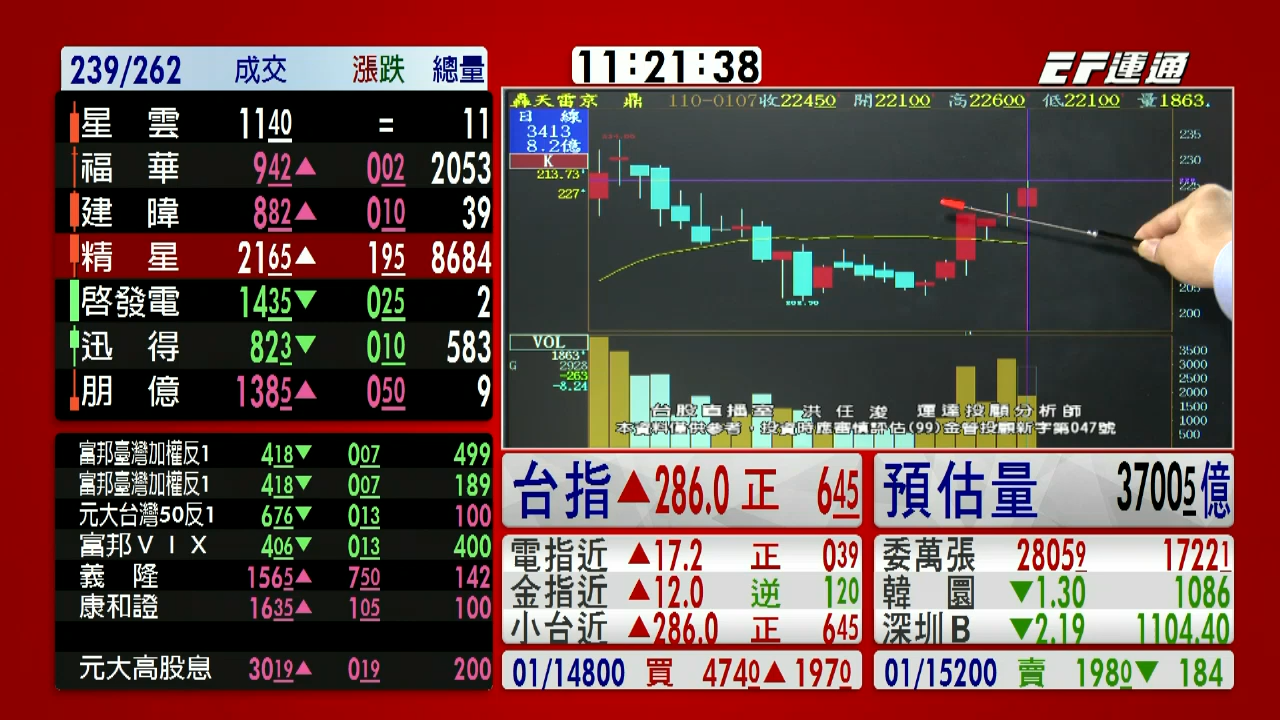 239/262 成交 漲跌 總量
星雲 1140 = 11
福華 942▲ 002 2053
建暐 882▲ 010 39
精星 2165▲ 195 8684
啓發電 1435▼ 025 2
迅得 823▼ 010 583
朋億 1385▲ 050 9
富邦臺灣加權反1 418▼ 007 499
富邦臺灣加權反1 418▼ 007 189
元大台灣50反1 676▼ 013 100
富邦ＶＩＸ 406▼ 013 400
義隆 1565▲ 750 142
康和證 1635▲ 105 100
元大高股息 3019▲ 019 200
11:21:38
EF運通
轟天雷京鼎 110-0107收22450 開22100 高22600 低22100 量1863
日線
3413
8.2億
K
213.73
227
235
230
205
200
VOL
1863
G 2928
-263
-8.24
3500
3000
2500
2000
1500
1000
500
台股直播室 洪任浚 運達投顧分析師
本資料僅供參考，投資時應審慎評估(99)金管投顧新字第047號
台指▲286.0 正 645
預估量 37005億
電指近 ▲17.2 正 039
金指近 ▲12.0 逆 120
小台近 ▲286.0 正 645
委萬張 28059 17221
韓圜 ▼1.30 1086
深圳B ▼2.19 1104.40
01/14800 買 4740▲1970
01/15200 賣 1980▼ 184